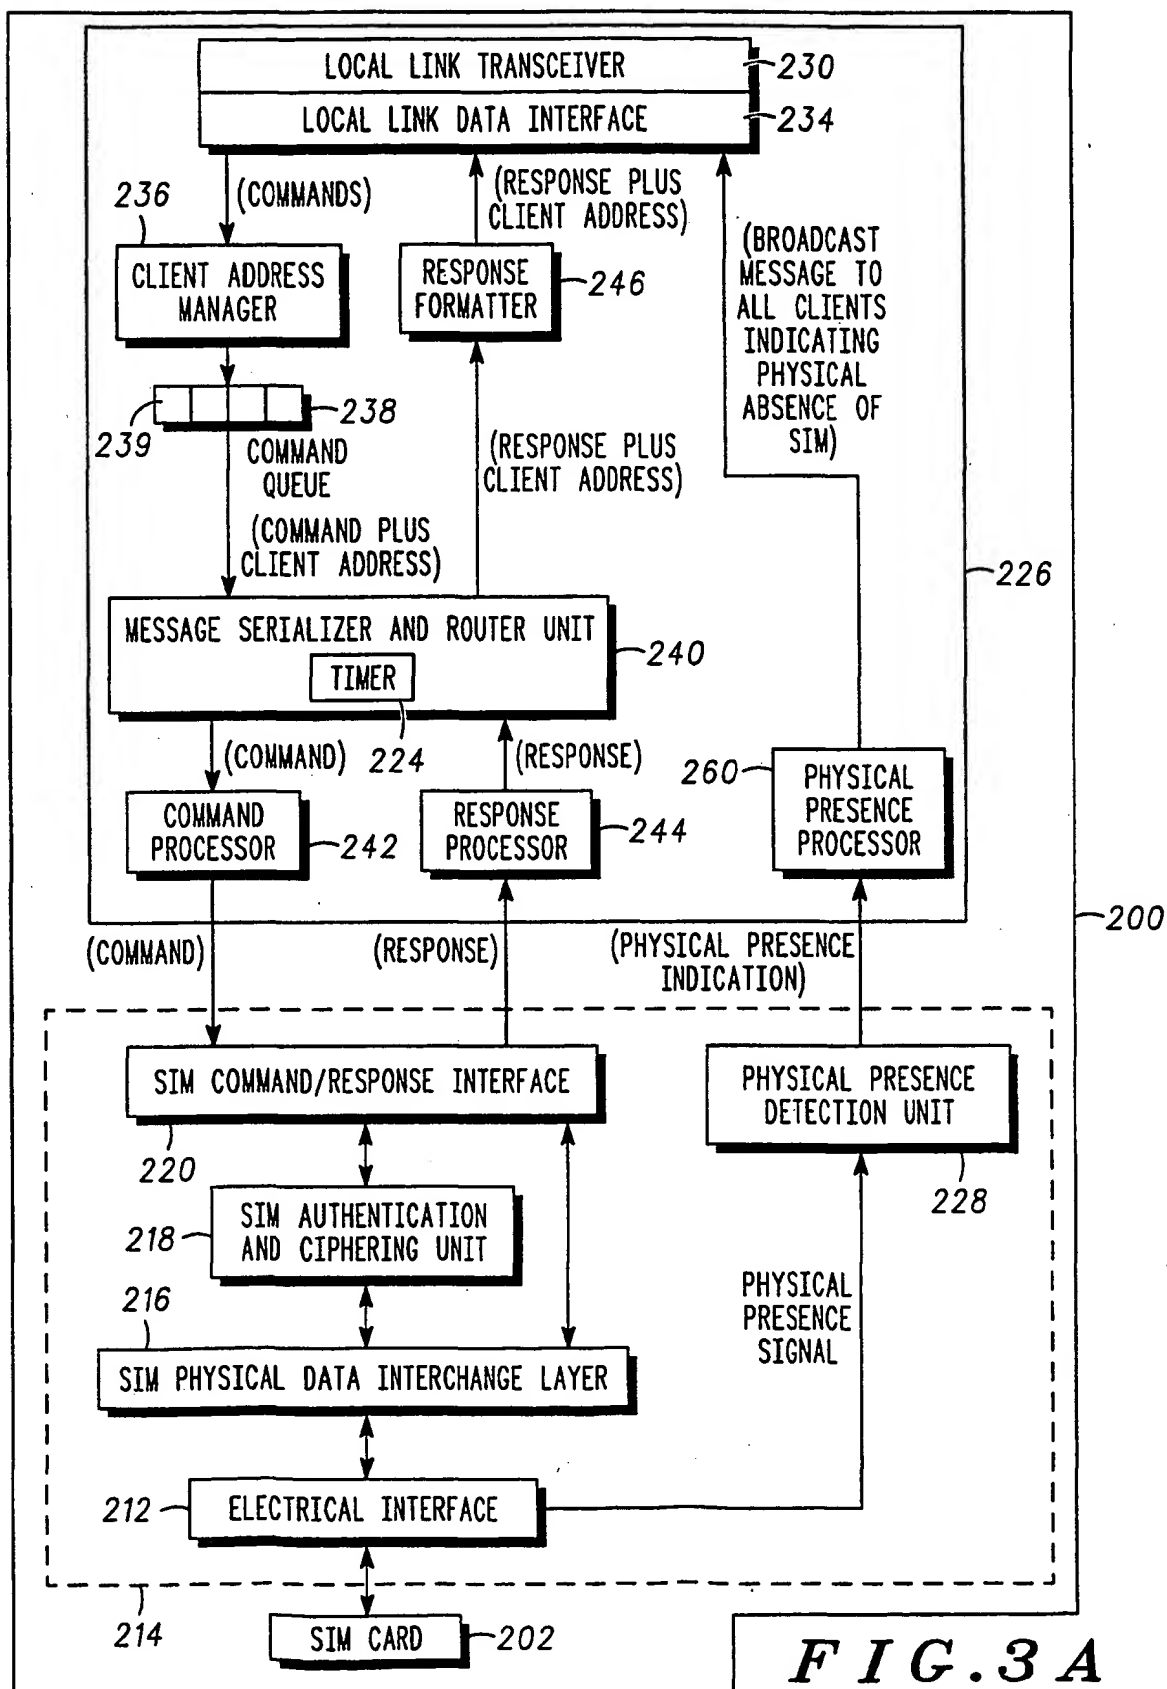 LOCAL LINK TRANSCEIVER
230
LOCAL LINK DATA INTERFACE
234
(COMMANDS)
(RESPONSE PLUS
CLIENT ADDRESS)
236
CLIENT ADDRESS
MANAGER
RESPONSE
FORMATTER
246
(BROADCAST
MESSAGE TO
ALL CLIENTS
INDICATING
PHYSICAL
ABSENCE OF
SIM)
239
238
COMMAND
QUEUE
(RESPONSE PLUS
CLIENT ADDRESS)
(COMMAND PLUS
CLIENT ADDRESS)
226
MESSAGE SERIALIZER AND ROUTER UNIT
240
TIMER
224
(COMMAND)
(RESPONSE)
260
PHYSICAL
PRESENCE
PROCESSOR
COMMAND
PROCESSOR
242
RESPONSE
PROCESSOR
244
200
(COMMAND)
(RESPONSE)
(PHYSICAL PRESENCE
INDICATION)
SIM COMMAND/RESPONSE INTERFACE
220
PHYSICAL PRESENCE
DETECTION UNIT
228
218
SIM AUTHENTICATION
AND CIPHERING UNIT
216
SIM PHYSICAL DATA INTERCHANGE LAYER
PHYSICAL
PRESENCE
SIGNAL
212
ELECTRICAL INTERFACE
214
SIM CARD
202
FIG. 3A